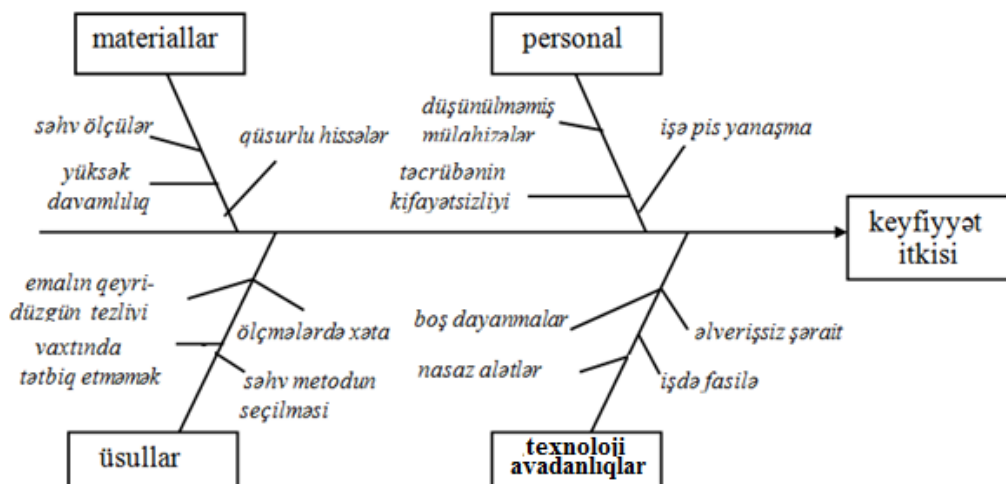 materiallar
personal
səhv ölçülər
yüksək
davamlılıq
qüsurlu hissələr
düşünülməmiş
mülahizələr
təcrübənin
kifayətsizliyi
işə pis yanaşma
keyfiyyət
itkisi
emalın qeyri-
düzgün tezliyi
vaxtında
tətbiq etməmək
ölçmələrdə xəta
səhv metodun
seçilməsi
boş dayanmalar
nasaz alətlər
əlverişsiz şərait
işdə fasilə
üsullar
texnoloji
avadanlıqlar